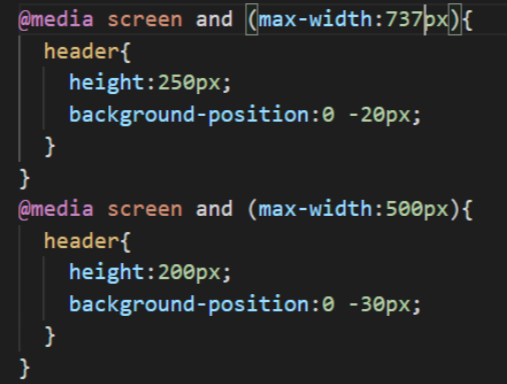 @media screen and (max-width:737px){
header{
height:250px;
background-position:0 -20px;
}
}
@media screen and (max-width:500px){
header{
height:200px;
background-position:0 -30px;
}
}